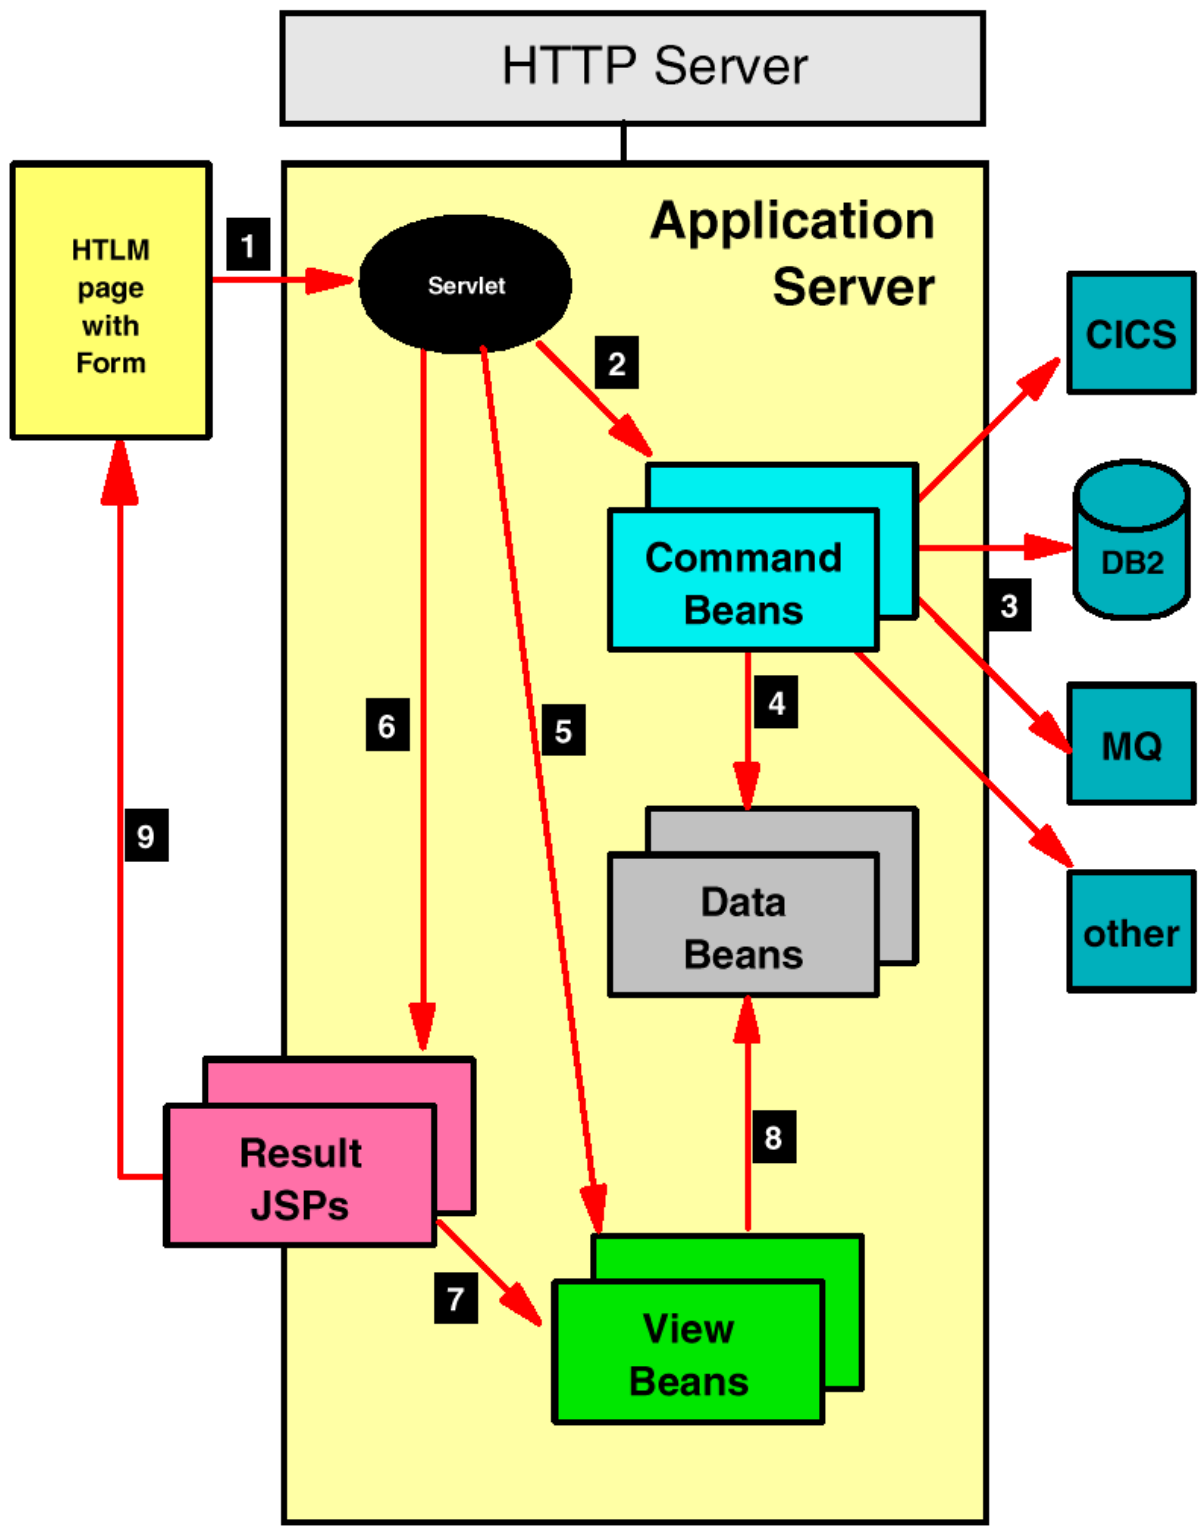 HTTP Server
Application
Server
HTLM
page
with
Form
1
Servlet
2
CICS
DB2
3
Command
Beans
4
MQ
6
5
9
Data
Beans
other
8
Result
JSPs
7
View
Beans